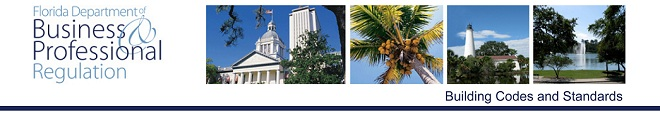 Florida Department of
Business &
Professional
Regulation
Building Codes and Standards